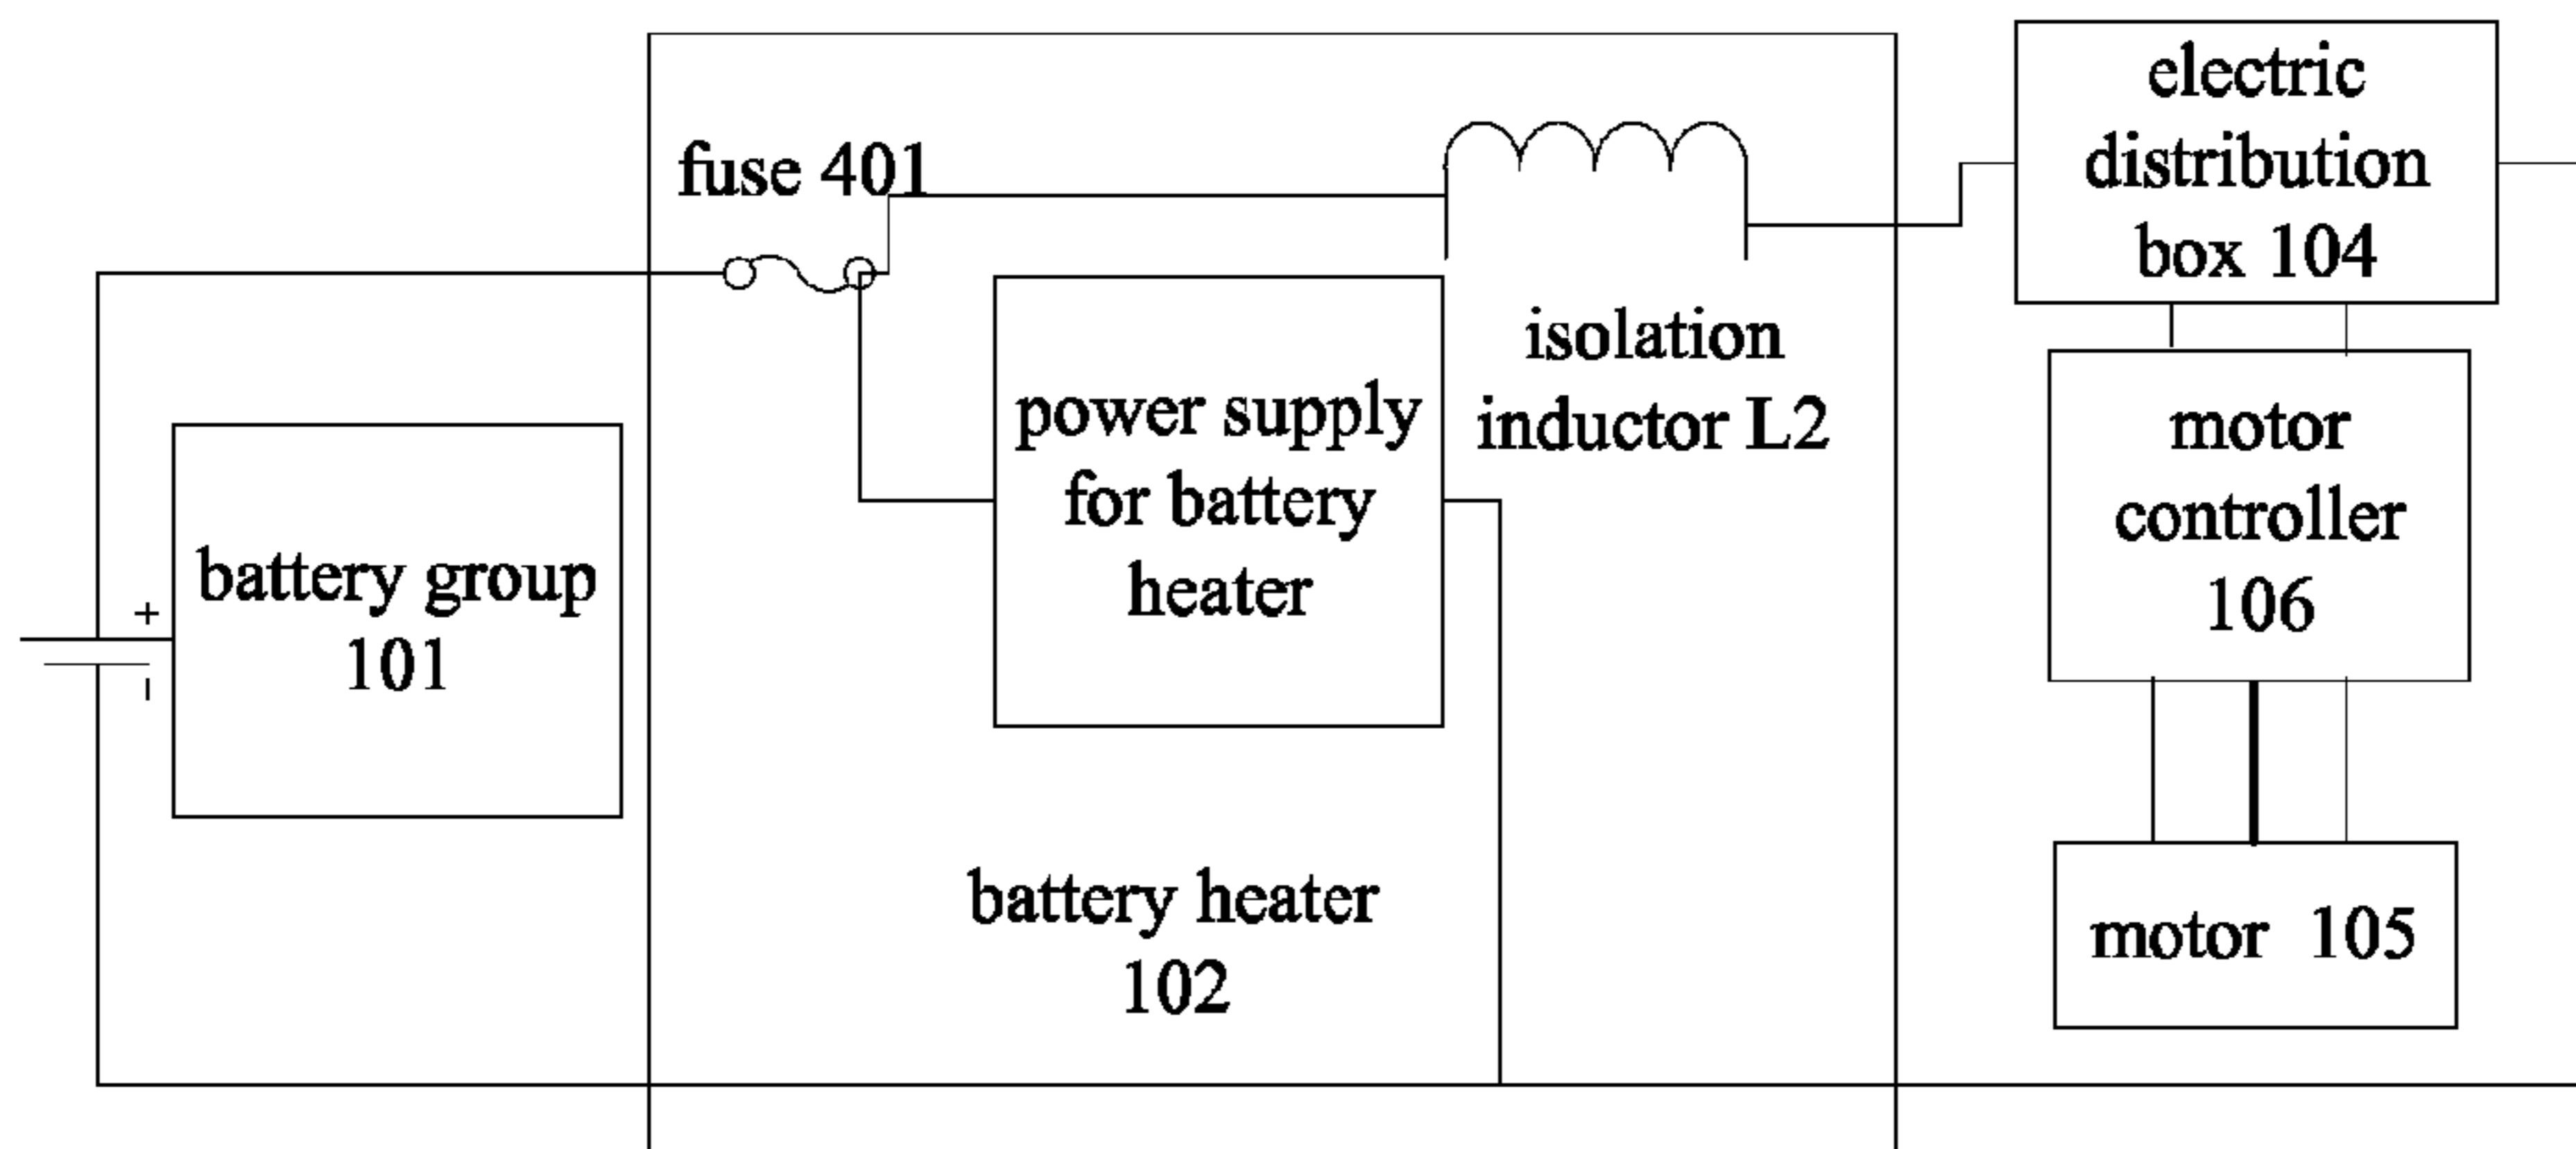 fuse 401
electric
distribution
box 104
isolation
inductor L2
power supply
for battery
heater
motor
controller
106
battery group
101
+
-
battery heater
102
motor 105